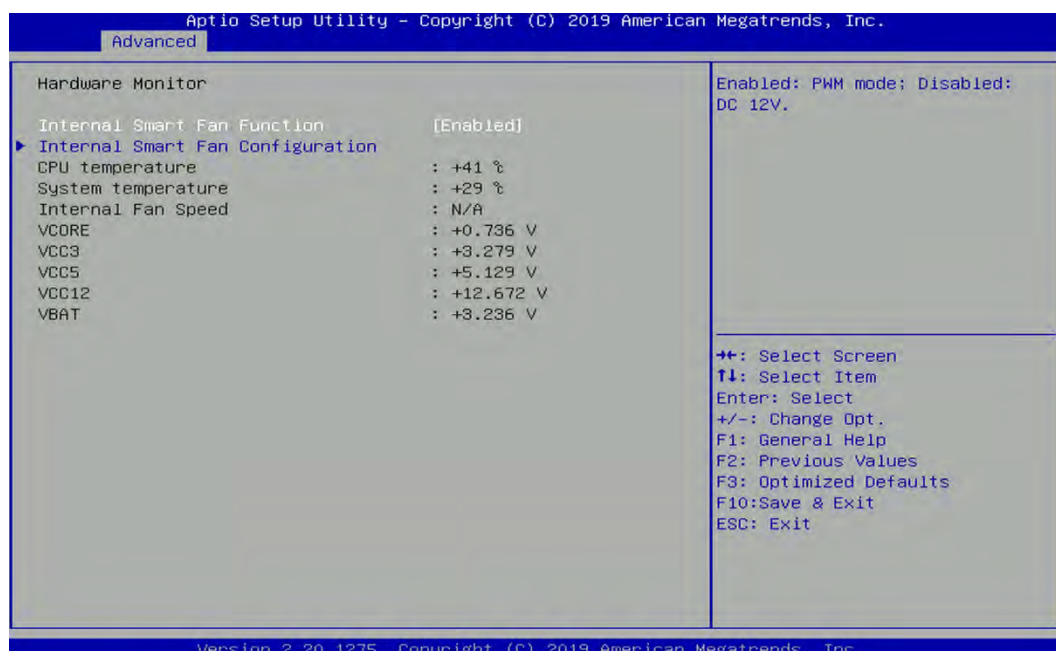 Aptio Setup Utility – Copyright (C) 2019 American Megatrends, Inc.
Advanced
Hardware Monitor
Internal Smart Fan Function [Enabled]
▶ Internal Smart Fan Configuration
CPU temperature : +41 ℃
System temperature : +29 ℃
Internal Fan Speed : N/A
VCORE : +0.736 V
VCC3 : +3.279 V
VCC5 : +5.129 V
VCC12 : +12.672 V
VBAT : +3.236 V
Enabled: PWM mode; Disabled:
DC 12V.
→←: Select Screen
↑↓: Select Item
Enter: Select
+/-: Change Opt.
F1: General Help
F2: Previous Values
F3: Optimized Defaults
F10:Save & Exit
ESC: Exit
Version 2.20.1275. Copyright (C) 2019 American Megatrends, Inc.